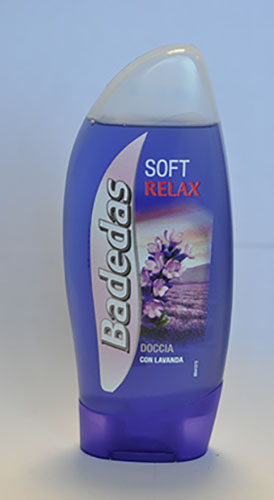 Badedas
SOFT
RELAX
DOCCIA
CON LAVANDA